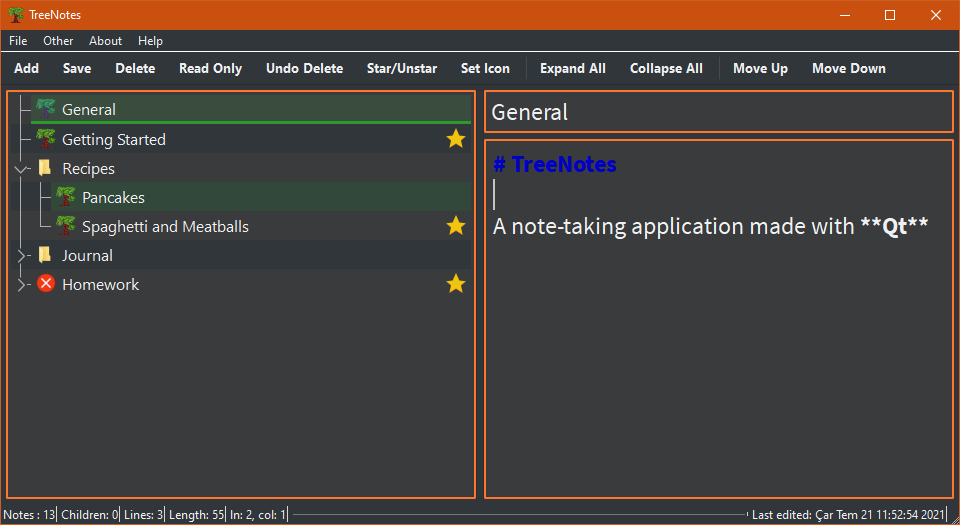 TreeNotes
File Other About Help
Add Save Delete Read Only Undo Delete Star/Unstar Set Icon Expand All Collapse All Move Up Move Down
General
Getting Started
Recipes
Pancakes
Spaghetti and Meatballs
Journal
Homework
General
# TreeNotes
A note-taking application made with **Qt**
Notes : 13 Children: 0 Lines: 3 Length: 55 ln: 2, col: 1 Last edited: Çar Tem 21 11:52:54 2021